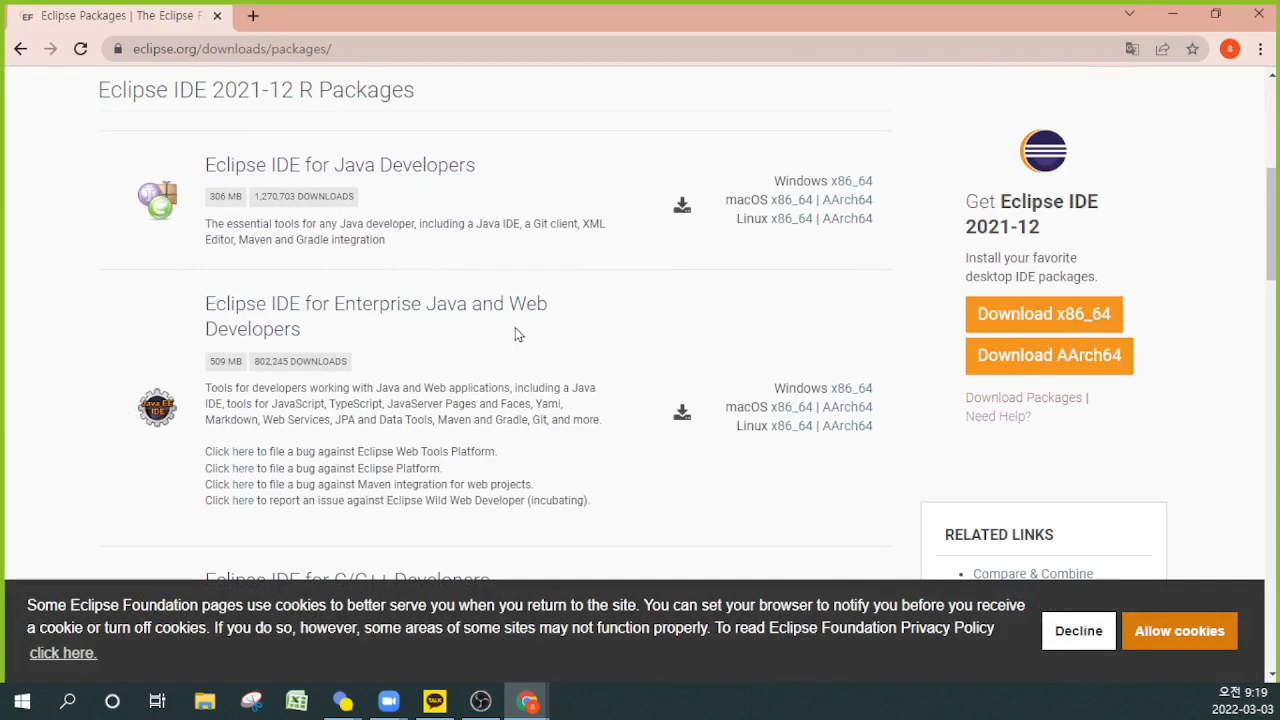 EF Eclipse Packages | The Eclipse F
eclipse.org/downloads/packages/
S
Eclipse IDE 2021-12 R Packages
Eclipse IDE for Java Developers
306 MB 1,270,703 DOWNLOADS
The essential tools for any Java developer, including a Java IDE, a Git client, XML
Editor, Maven and Gradle integration
Windows x86_64
macOS x86_64 | AArch64
Linux x86_64 | AArch64
Eclipse IDE for Enterprise Java and Web
Developers
509 MB 802,245 DOWNLOADS
Java EE
IDE
Tools for developers working with Java and Web applications, including a Java
IDE, tools for JavaScript, TypeScript, JavaServer Pages and Faces, Yaml,
Markdown, Web Services, JPA and Data Tools, Maven and Gradle, Git, and more.
Click here to file a bug against Eclipse Web Tools Platform.
Click here to file a bug against Eclipse Platform.
Click here to file a bug against Maven integration for web projects.
Click here to report an issue against Eclipse Wild Web Developer (incubating).
Windows x86_64
macOS x86_64 | AArch64
Linux x86_64 | AArch64
Eclipse IDE for C/C++ Developers
Get Eclipse IDE
2021-12
Install your favorite
desktop IDE packages.
Download x86_64
Download AArch64
Download Packages |
Need Help?
RELATED LINKS
• Compare & Combine
Some Eclipse Foundation pages use cookies to better serve you when you return to the site. You can set your browser to notify you before you receive
a cookie or turn off cookies. If you do so, however, some areas of some sites may not function properly. To read Eclipse Foundation Privacy Policy
click here.
Decline
Allow cookies
TALK
오전 9:19
2022-03-03